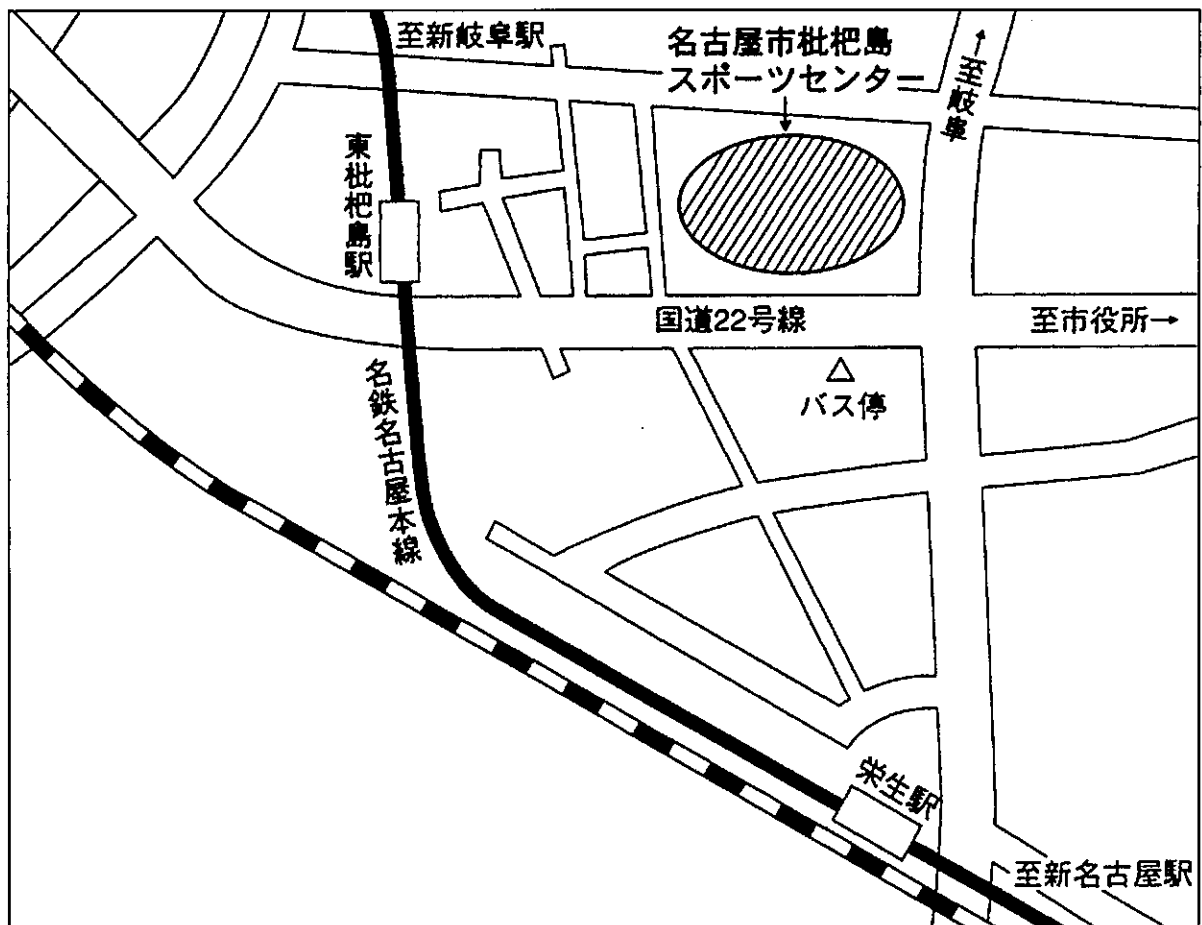 至新岐阜駅
名古屋市枇杷島
スポーツセンター
至岐阜
東枇杷島駅
国道22号線
至市役所→
バス停
名鉄名古屋本線
栄生駅
至新名古屋駅